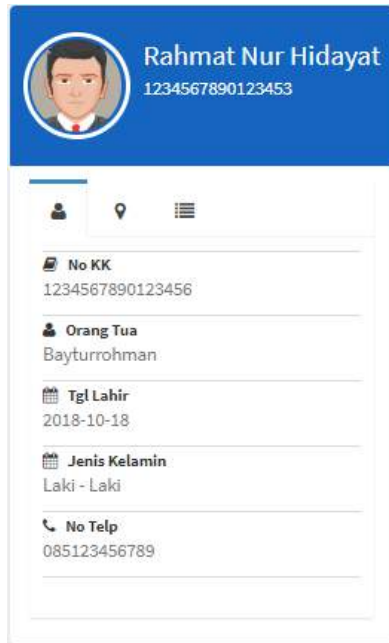 Rahmat Nur Hidayat
1234567890123453
No KK
1234567890123456
Orang Tua
Bayturrohman
Tgl Lahir
2018-10-18
Jenis Kelamin
Laki - Laki
No Telp
085123456789